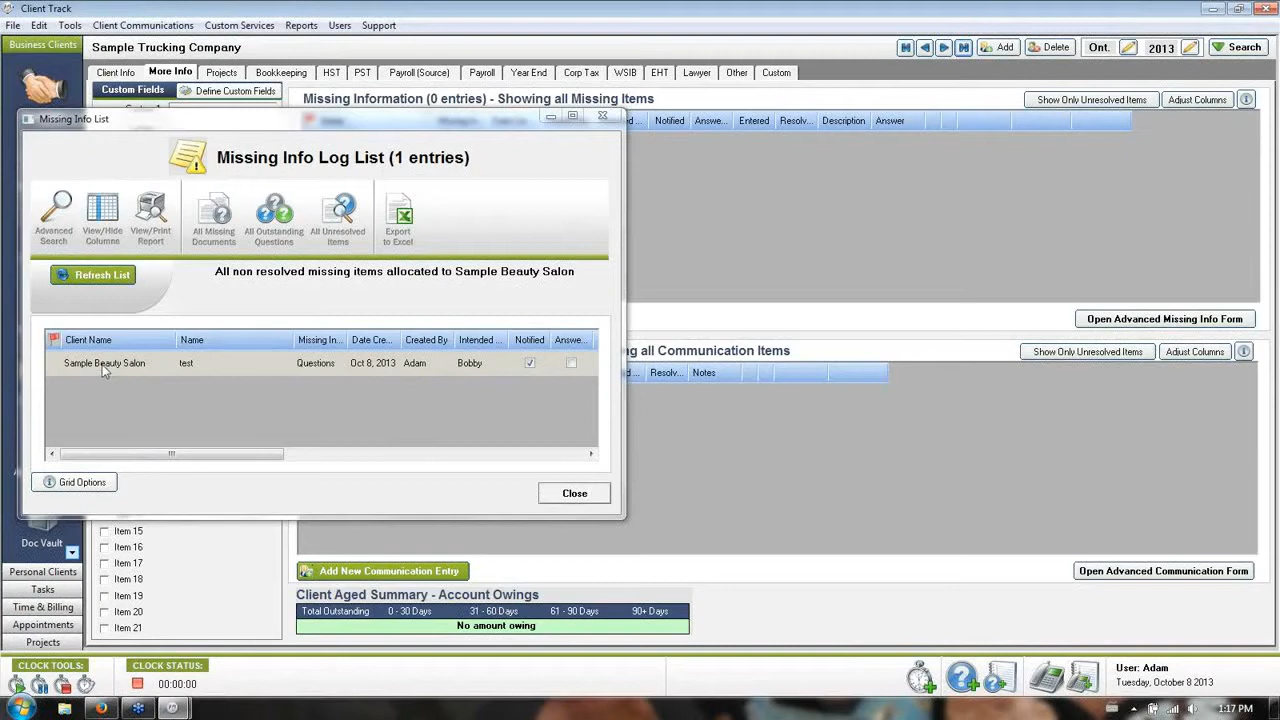 Client Track
File Edit Tools Client Communications Custom Services Reports Users Support
Business Clients
Sample Trucking Company
Add Delete Ont. 2013 Search
Client Info More Info Projects Bookkeeping HST PST Payroll (Source) Payroll Year End Corp Tax WSIB EHT Lawyer Other Custom
Custom Fields Define Custom Fields
Missing Information (0 entries) - Showing all Missing Items
Show Only Unresolved Items Adjust Columns
Notified Answe... Entered Resolv... Description Answer
Missing Info List
Missing Info Log List (1 entries)
Advanced Search
View/Hide Columns
View/Print Report
All Missing Documents
All Outstanding Questions
All Unresolved Items
Export to Excel
Refresh List
All non resolved missing items allocated to Sample Beauty Salon
Client Name Name Missing In... Date Cre... Created By Intended ... Notified Answe...
Sample Beauty Salon test Questions Oct 8, 2013 Adam Bobby
Grid Options
Close
Open Advanced Missing Info Form
ng all Communication Items
Show Only Unresolved Items Adjust Columns
d ... Resolv... Notes
Doc Vault
Personal Clients
Tasks
Time & Billing
Appointments
Projects
Item 15
Item 16
Item 17
Item 18
Item 19
Item 20
Item 21
Add New Communication Entry
Open Advanced Communication Form
Client Aged Summary - Account Owings
Total Outstanding 0 - 30 Days 31 - 60 Days 61 - 90 Days 90+ Days
No amount owing
CLOCK TOOLS: CLOCK STATUS:
00:00:00
User: Adam
Tuesday, October 8 2013
1:17 PM